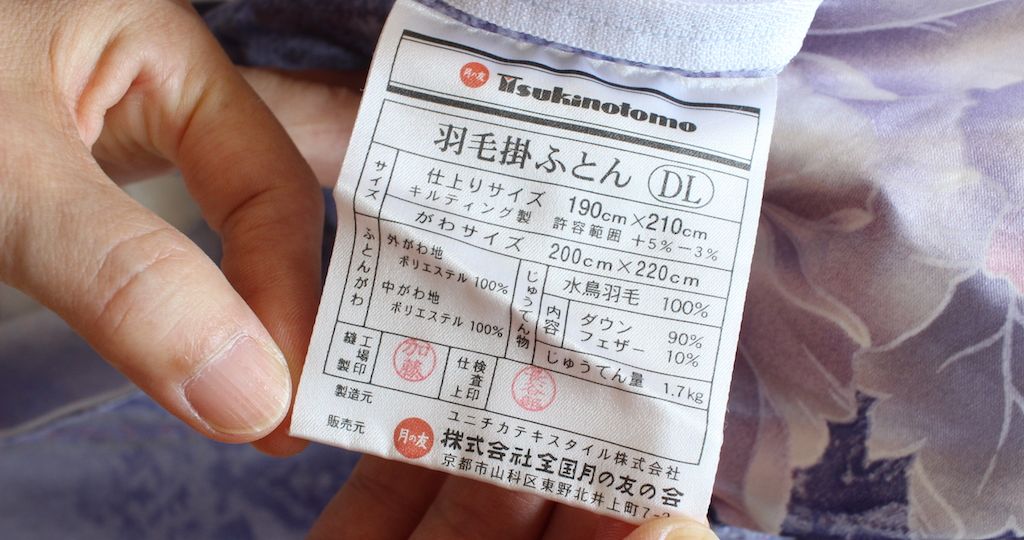 月の友 Tsukinotomo
羽毛掛ふとん DL
サイズ
仕上りサイズ 190cm×210cm
キルティング製 許容範囲 +5%−3%
がわサイズ 200cm×220cm
ふとんがわ
外がわ地
ポリエステル 100%
中がわ地
ポリエステル 100%
じゅうてん物
水鳥羽毛 100%
内容
ダウン 90%
フェザー 10%
じゅうてん量 1.7kg
縫製
工場印
加藤
仕上
検査印
製造元 ユニチカテキスタイル株式会社
販売元 月の友 株式会社全国月の友の会
京都市山科区東野北井上町7-